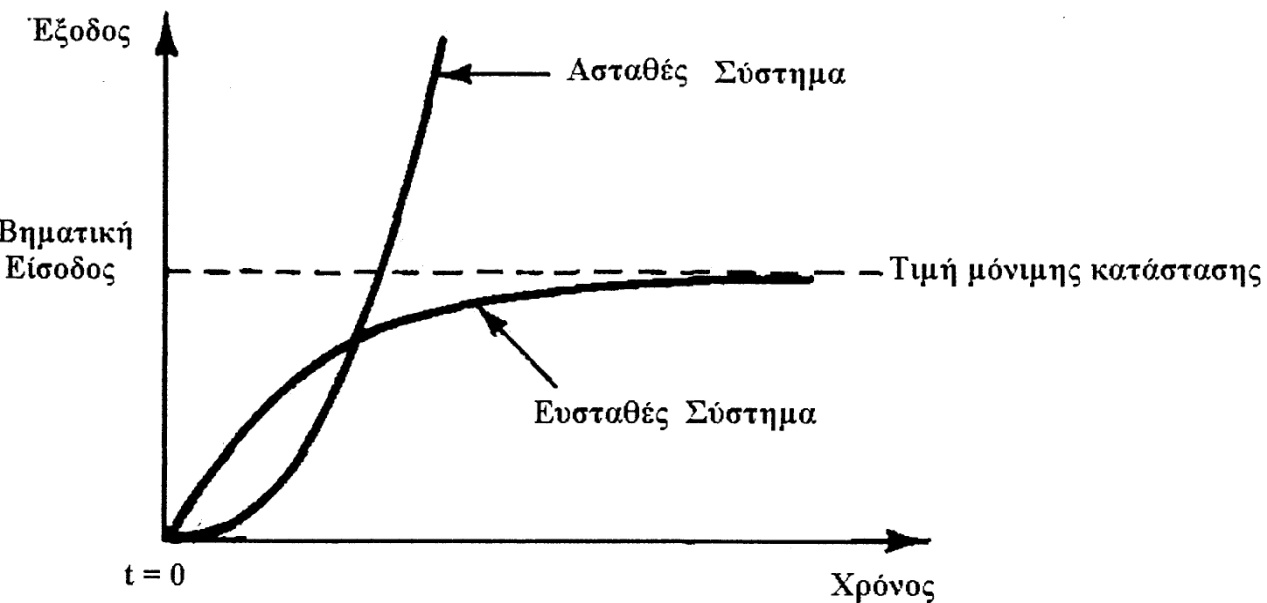 Έξοδος
Ασταθές Σύστημα
Βηματική
Είσοδος
Τιμή μόνιμης κατάστασης
Ευσταθές Σύστημα
t = 0
Χρόνος